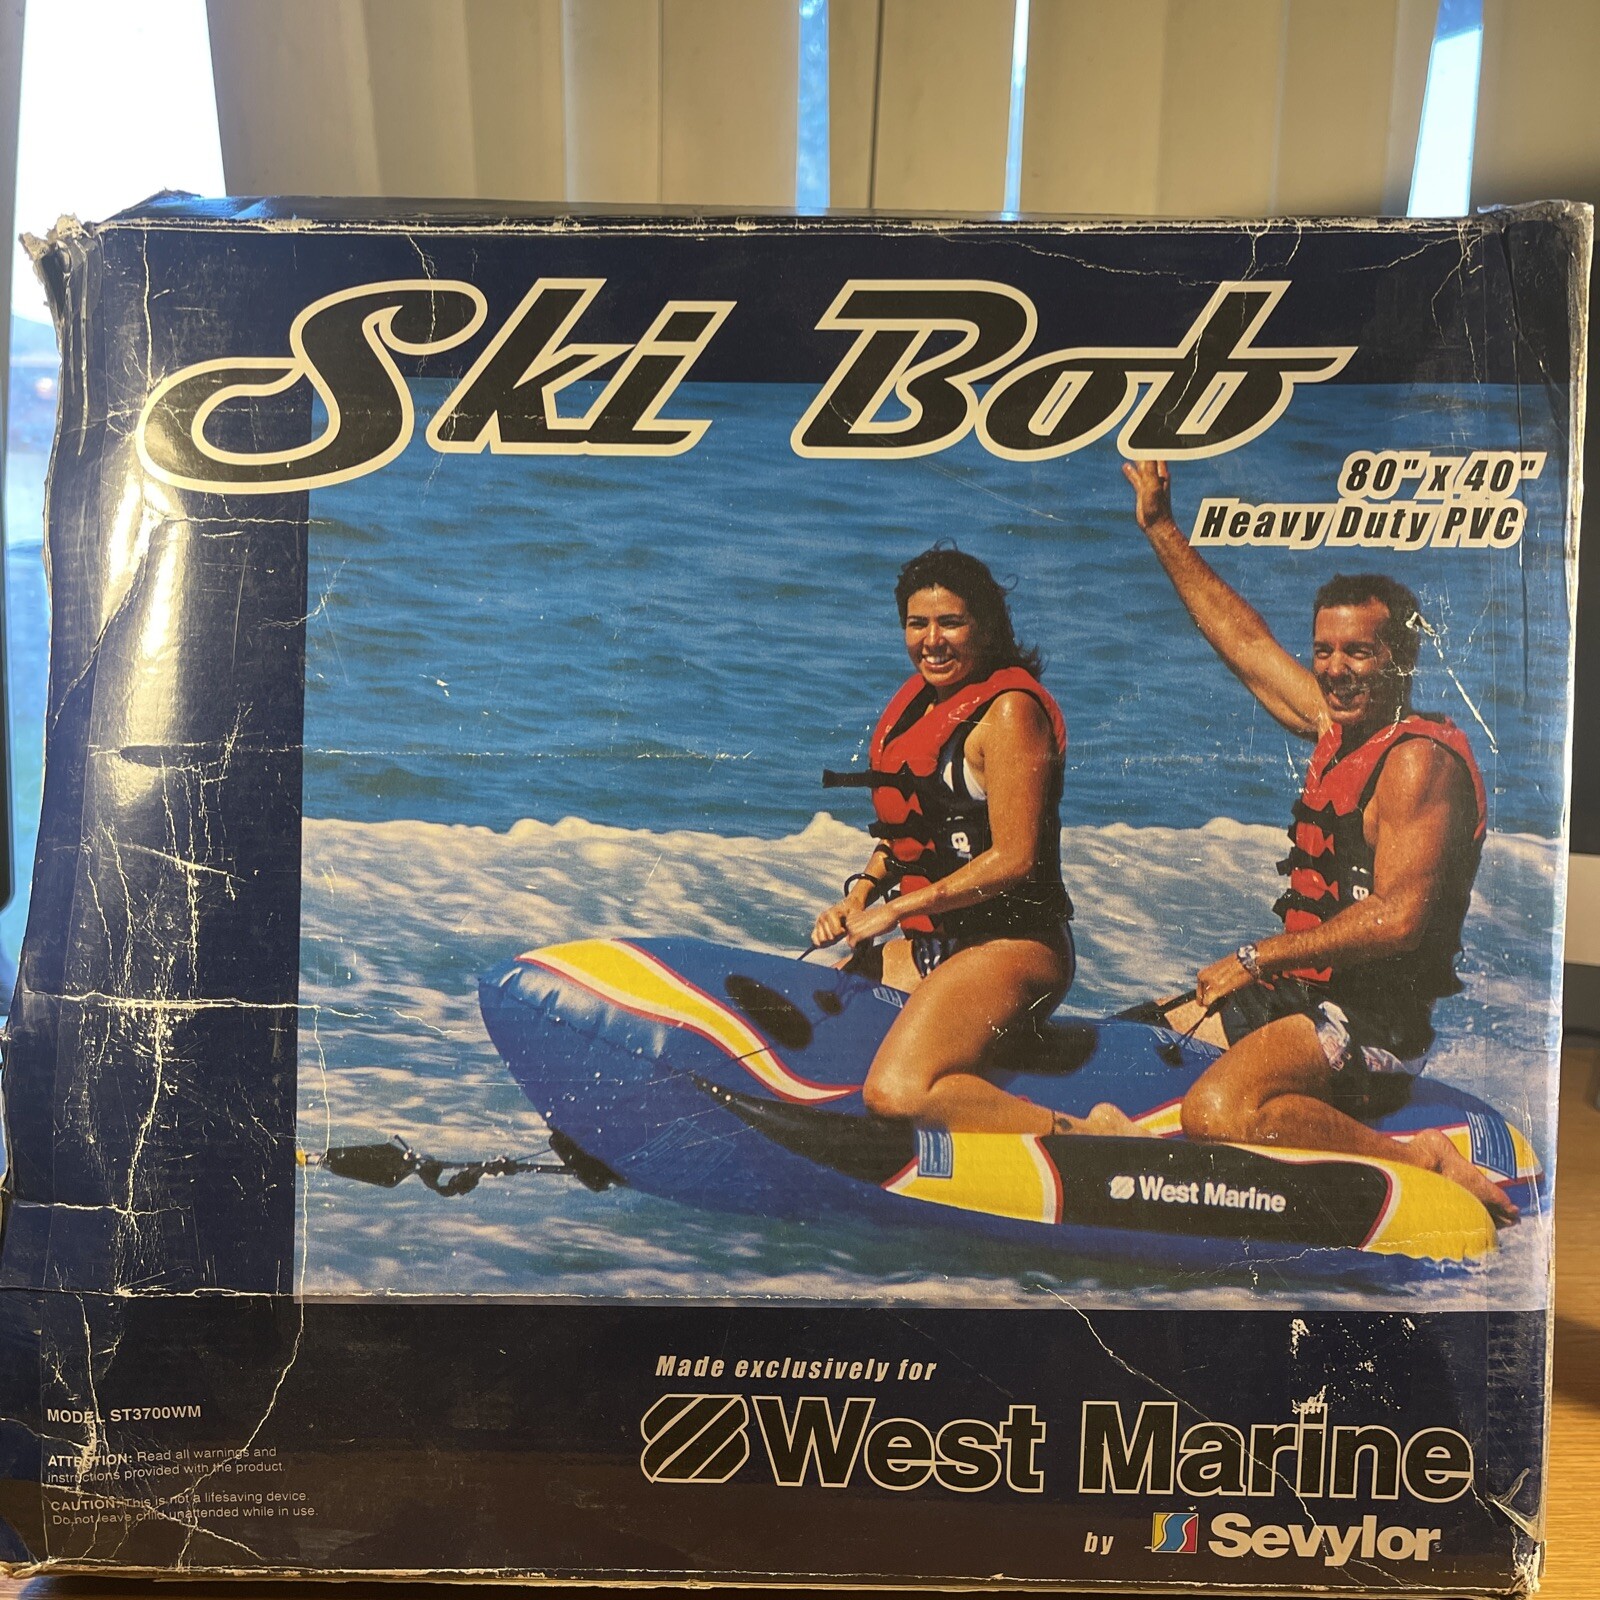 Ski Bob
80" x 40"
Heavy Duty PVC
West Marine
Made exclusively for
West Marine
by Sevylor
MODEL ST3700WM
ATTENTION: Read all warnings and
instructions provided with the product.
CAUTION: This is not a lifesaving device.
Do not leave child unattended while in use.